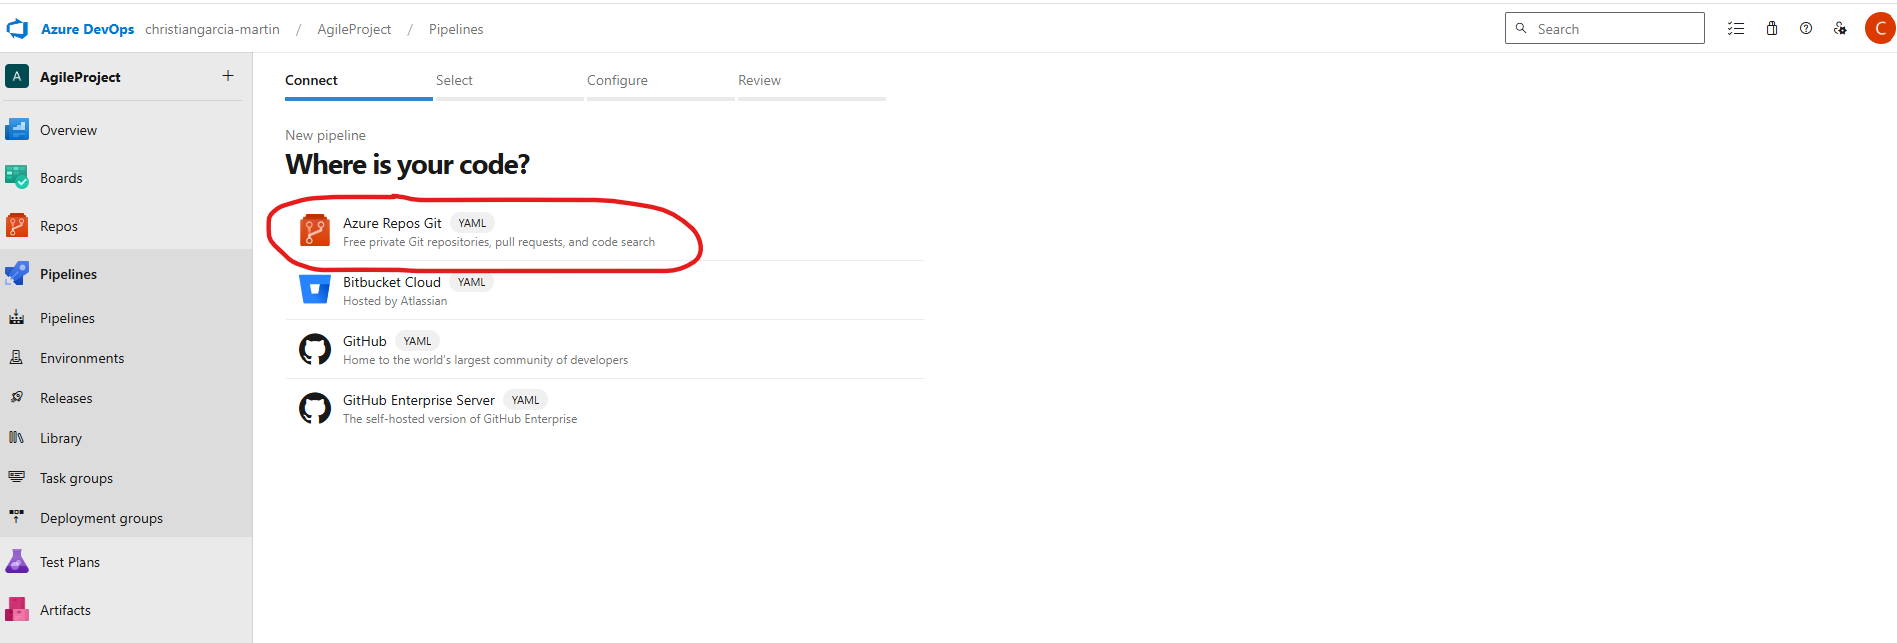 Azure DevOps christiangarcia-martin / AgileProject / Pipelines
Search
C
A AgileProject +
Overview
Boards
Repos
Pipelines
Pipelines
Environments
Releases
Library
Task groups
Deployment groups
Test Plans
Artifacts
Connect Select Configure Review
New pipeline
Where is your code?
Azure Repos Git YAML
Free private Git repositories, pull requests, and code search
Bitbucket Cloud YAML
Hosted by Atlassian
GitHub YAML
Home to the world's largest community of developers
GitHub Enterprise Server YAML
The self-hosted version of GitHub Enterprise